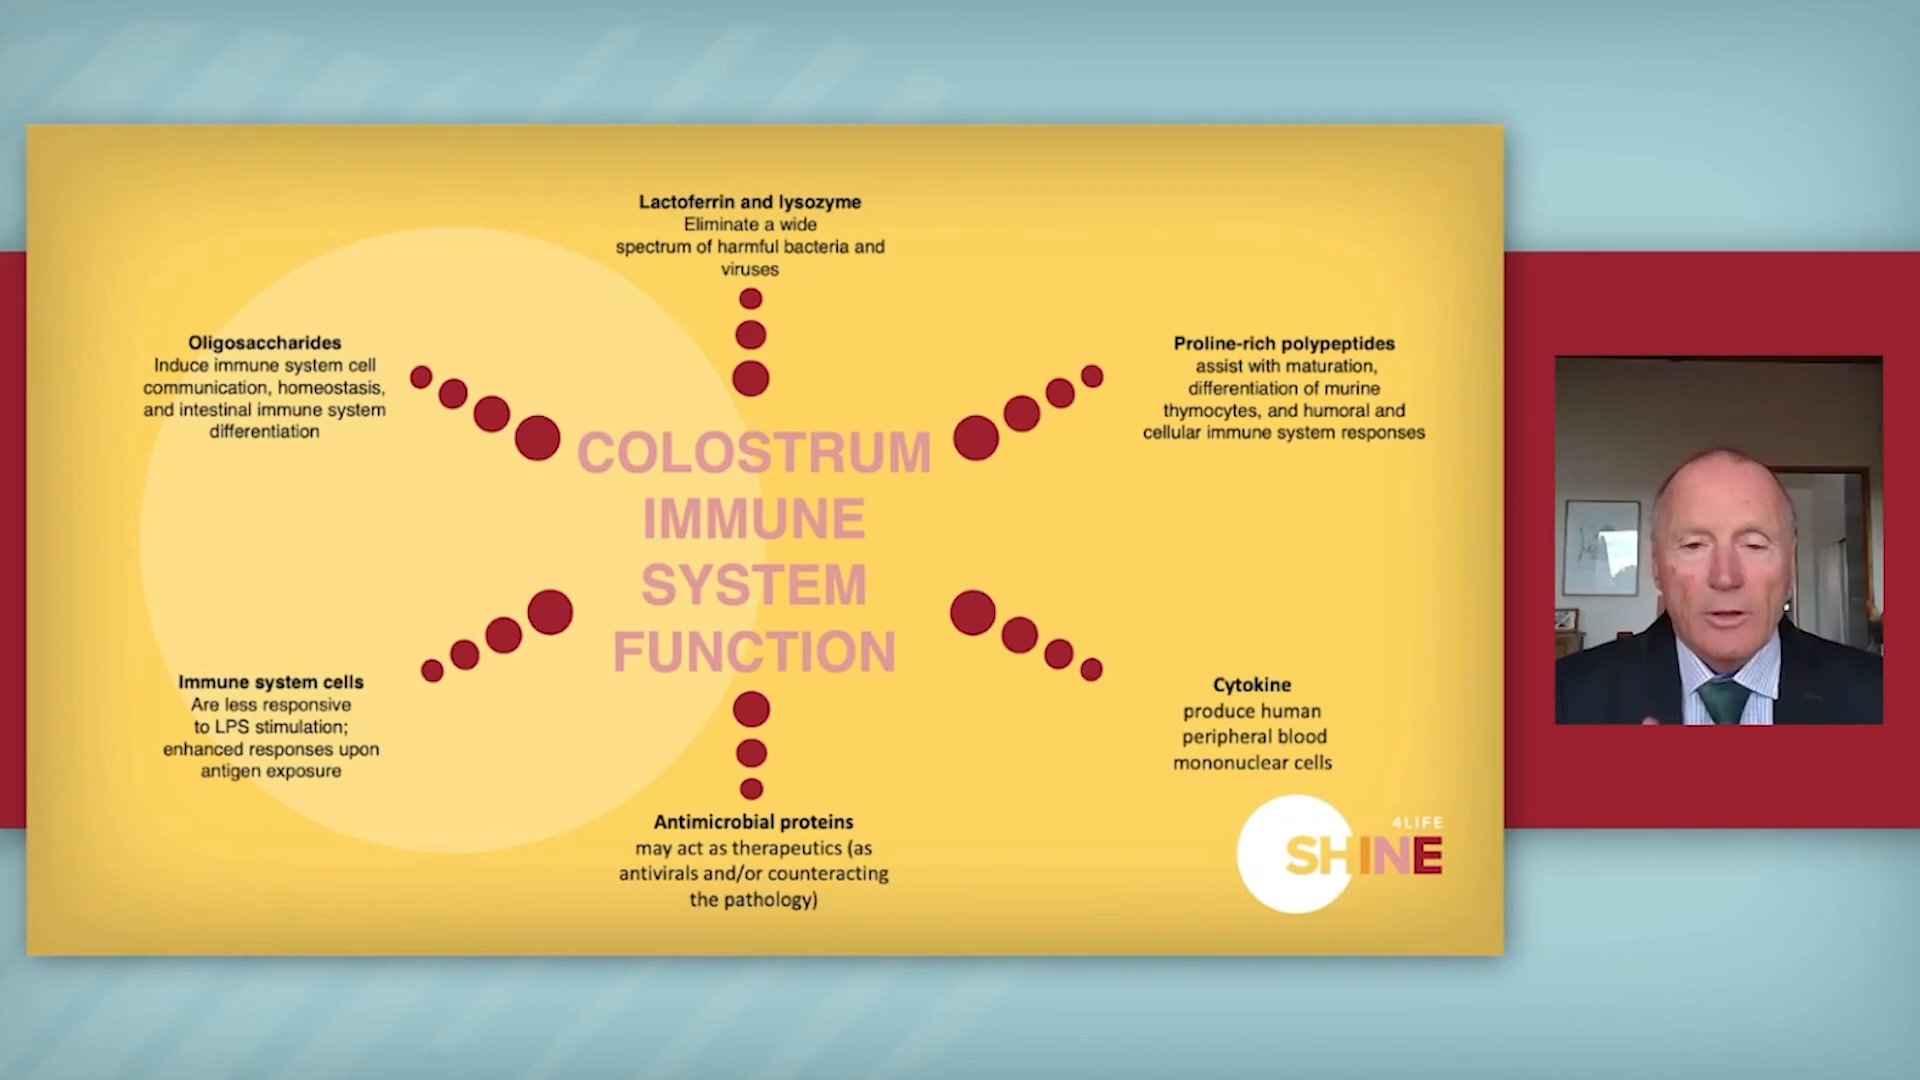 Lactoferrin and lysozyme
Eliminate a wide
spectrum of harmful bacteria and
viruses
Oligosaccharides
Induce immune system cell
communication, homeostasis,
and intestinal immune system
differentiation
Proline-rich polypeptides
assist with maturation,
differentiation of murine
thymocytes, and humoral and
cellular immune system responses
COLOSTRUM
IMMUNE
SYSTEM
FUNCTION
Immune system cells
Are less responsive
to LPS stimulation;
enhanced responses upon
antigen exposure
Cytokine
produce human
peripheral blood
mononuclear cells
Antimicrobial proteins
may act as therapeutics (as
antivirals and/or counteracting
the pathology)
4LIFE
SHINE